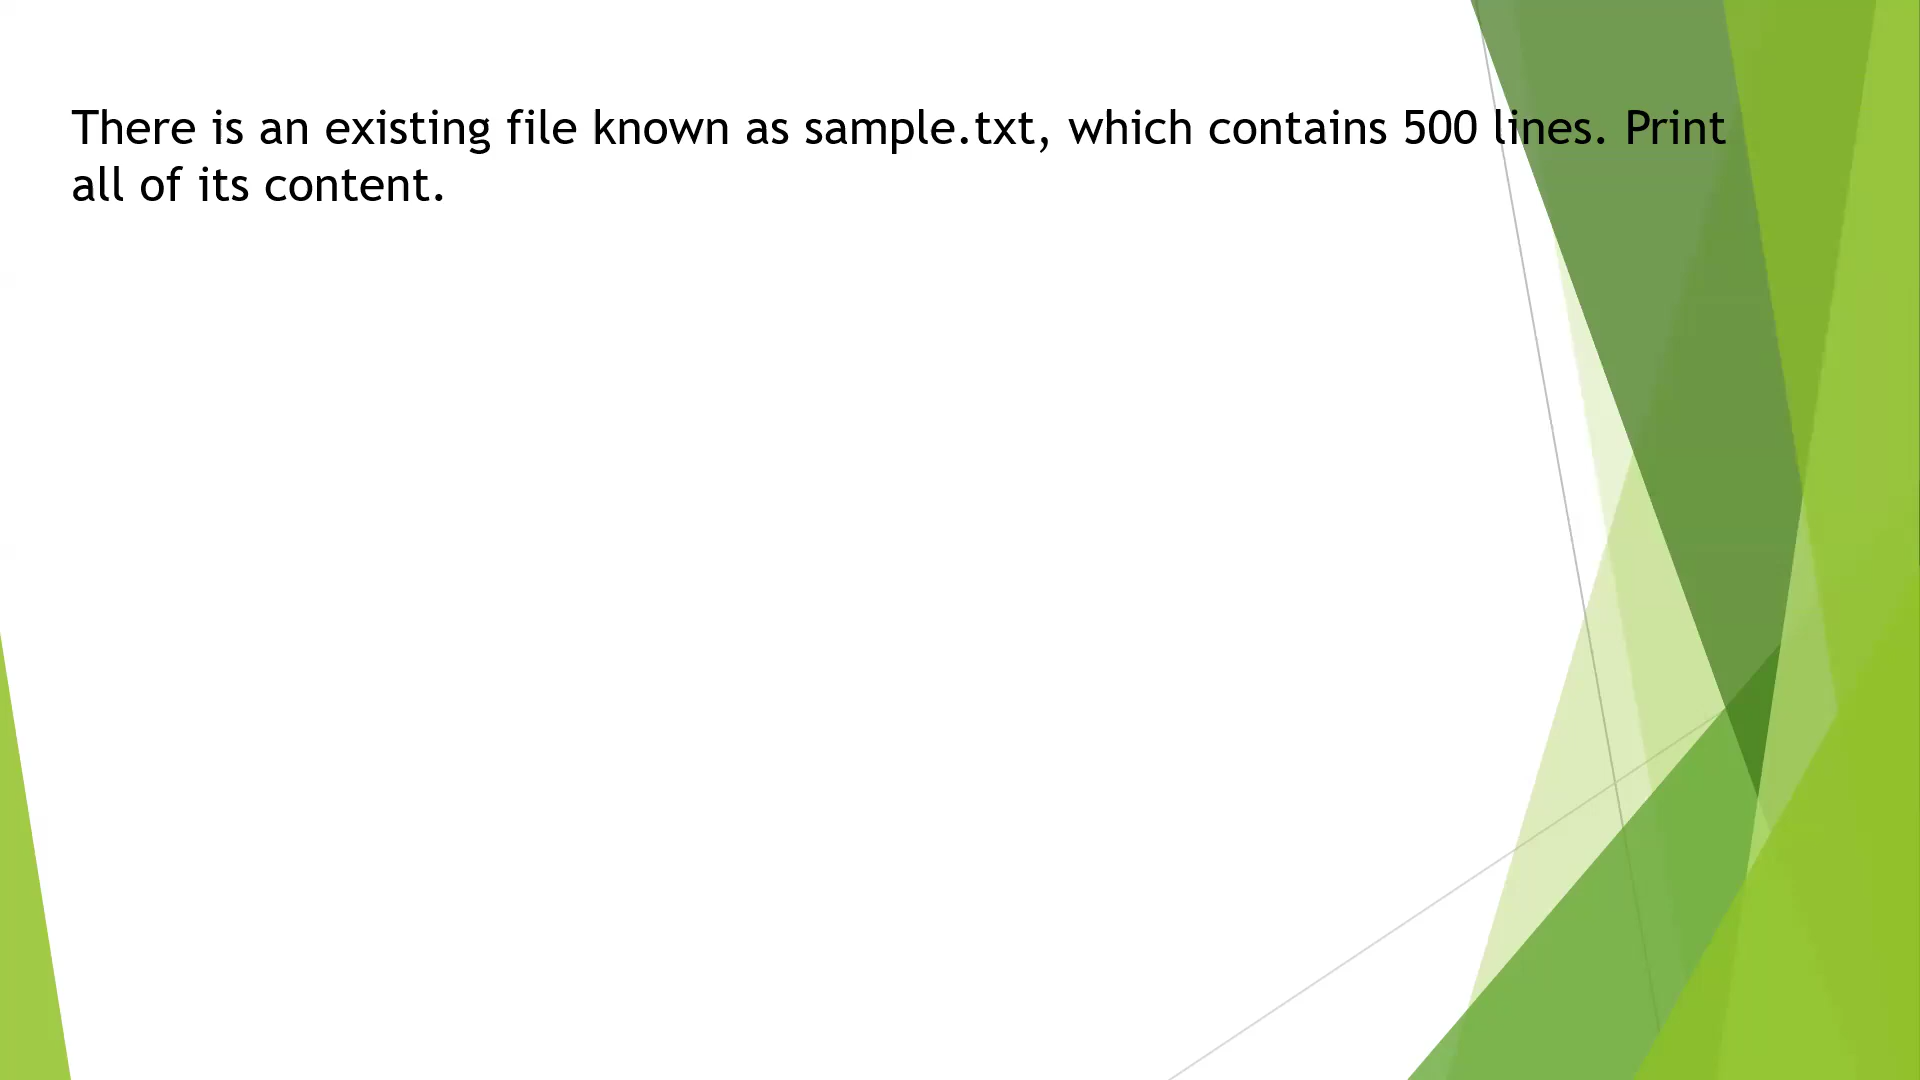 There is an existing file known as sample.txt, which contains 500 lines. Print
all of its content.